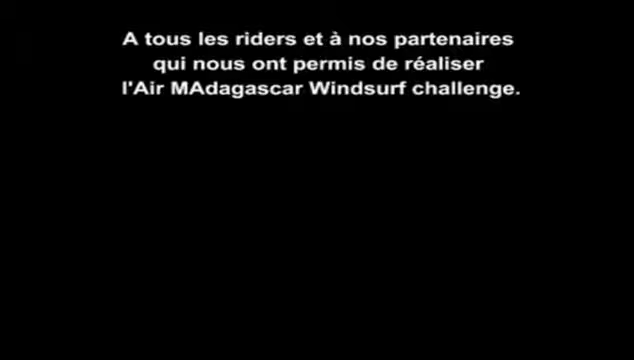 A tous les riders et à nos partenaires
qui nous ont permis de réaliser
l'Air MAdagascar Windsurf challenge.